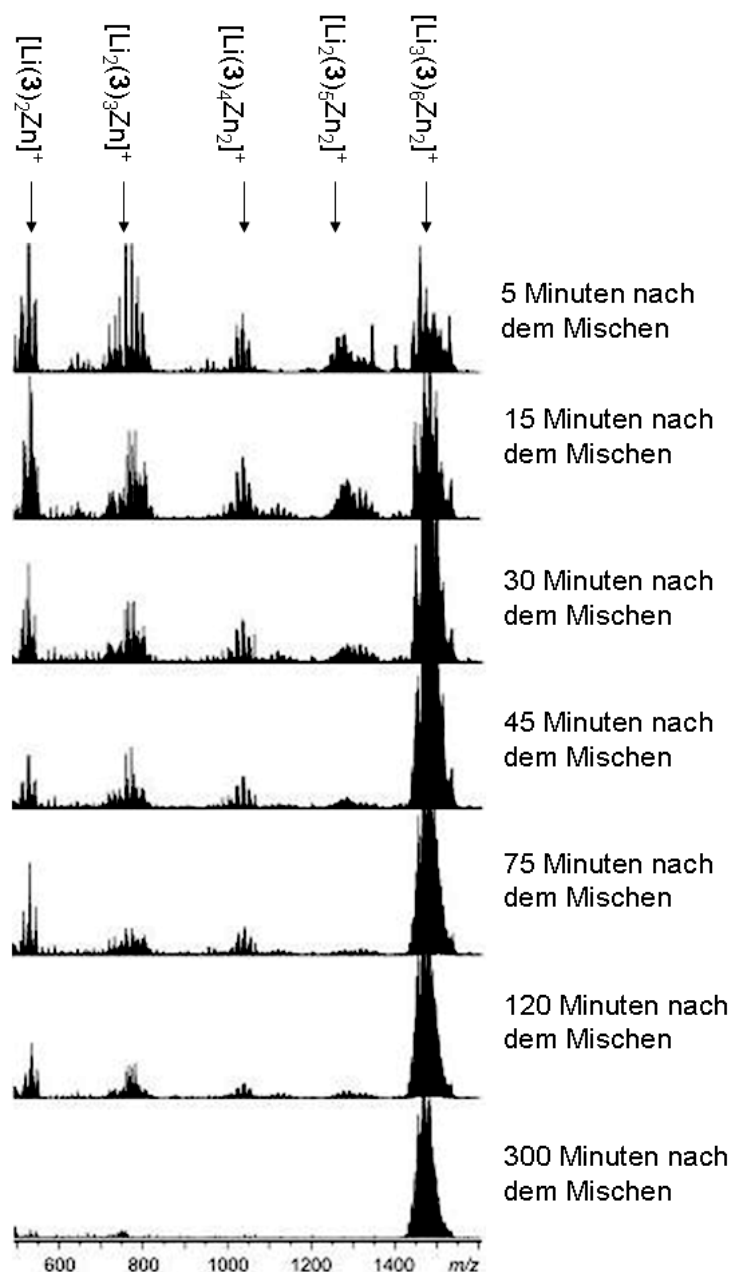 [Li(3)₂Zn]⁺
[Li₂(3)₃Zn]⁺
[Li(3)₄Zn₂]⁺
[Li₂(3)₅Zn₂]⁺
[Li₃(3)₆Zn₂]⁺
5 Minuten nach
dem Mischen
15 Minuten nach
dem Mischen
30 Minuten nach
dem Mischen
45 Minuten nach
dem Mischen
75 Minuten nach
dem Mischen
120 Minuten nach
dem Mischen
300 Minuten nach
dem Mischen
600 800 1000 1200 1400 m/z